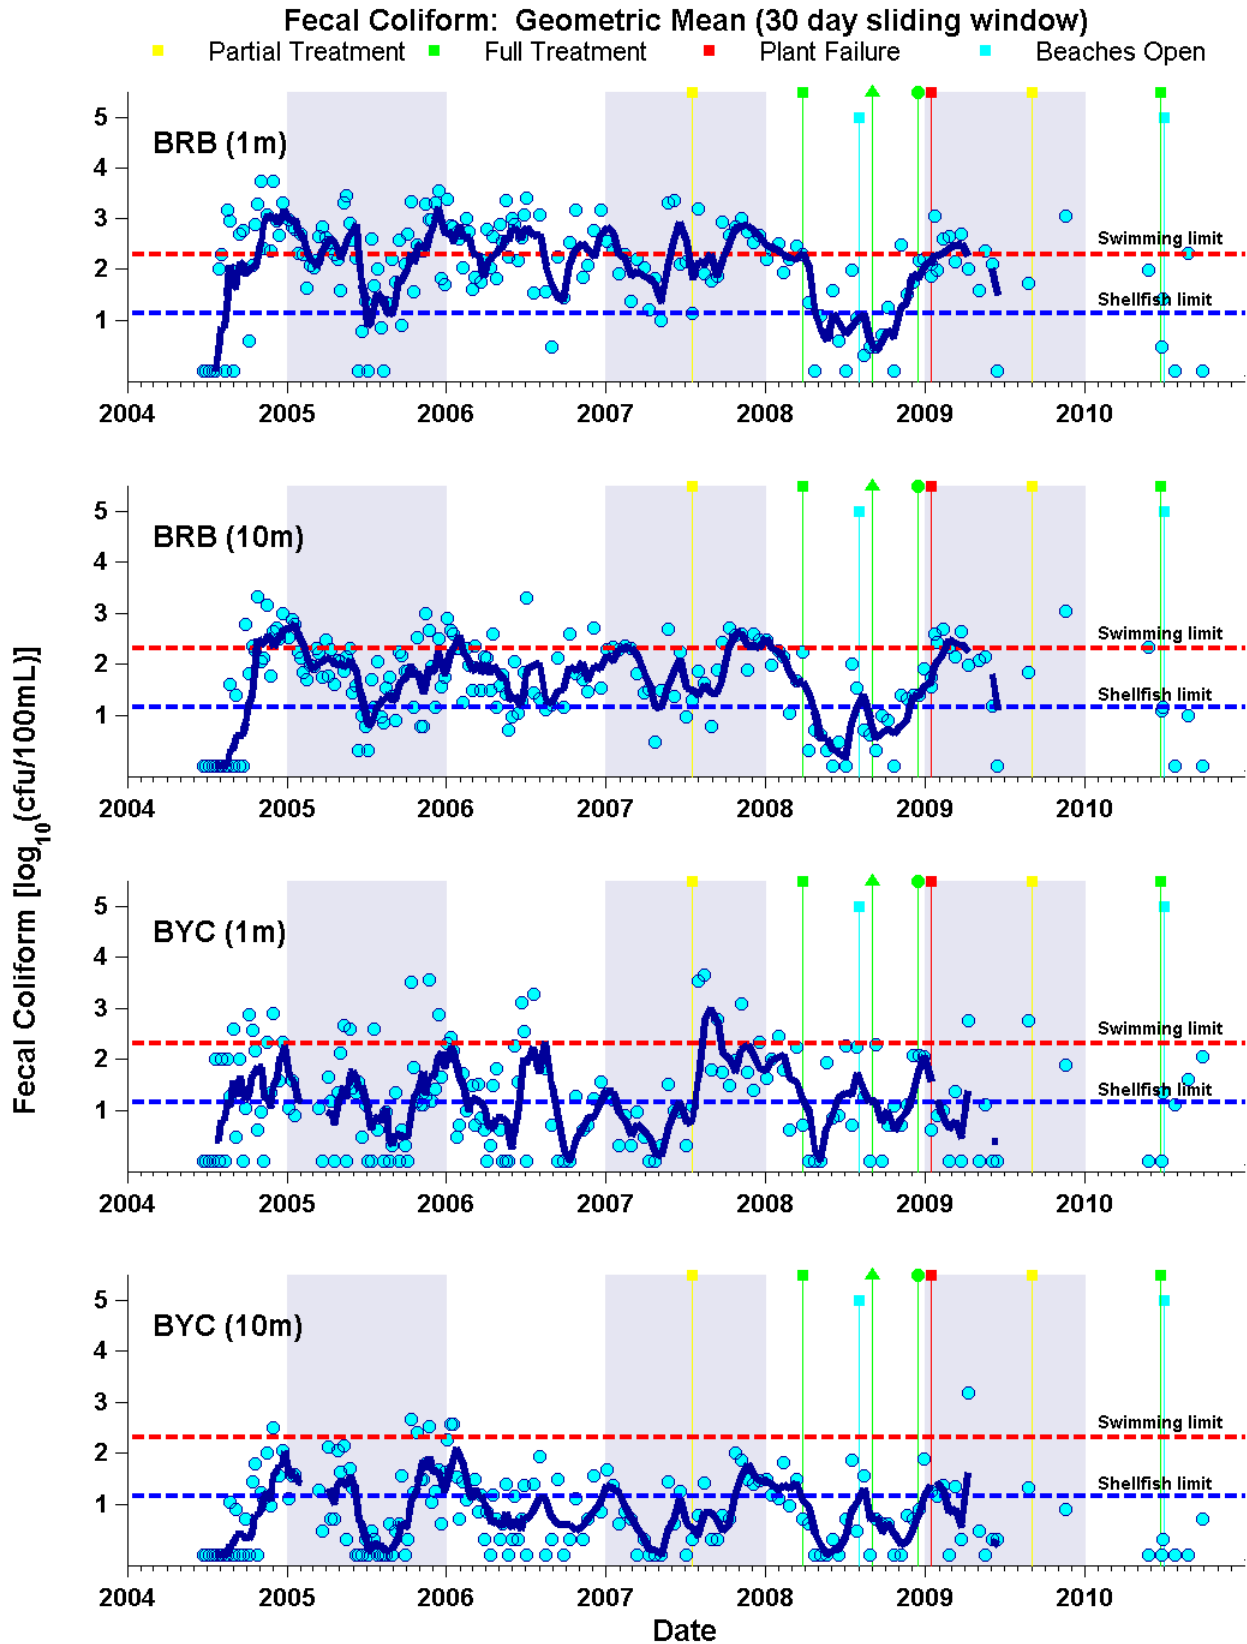 Fecal Coliform: Geometric Mean (30 day sliding window)
Partial Treatment Full Treatment Plant Failure Beaches Open
BRB (1m)
5
4
3
2
1
Swimming limit
Shellfish limit
2004 2005 2006 2007 2008 2009 2010
BRB (10m)
5
4
3
2
1
Swimming limit
Shellfish limit
2004 2005 2006 2007 2008 2009 2010
Fecal Coliform [log10(cfu/100mL)]
BYC (1m)
5
4
3
2
1
Swimming limit
Shellfish limit
2004 2005 2006 2007 2008 2009 2010
BYC (10m)
5
4
3
2
1
Swimming limit
Shellfish limit
2004 2005 2006 2007 2008 2009 2010
Date